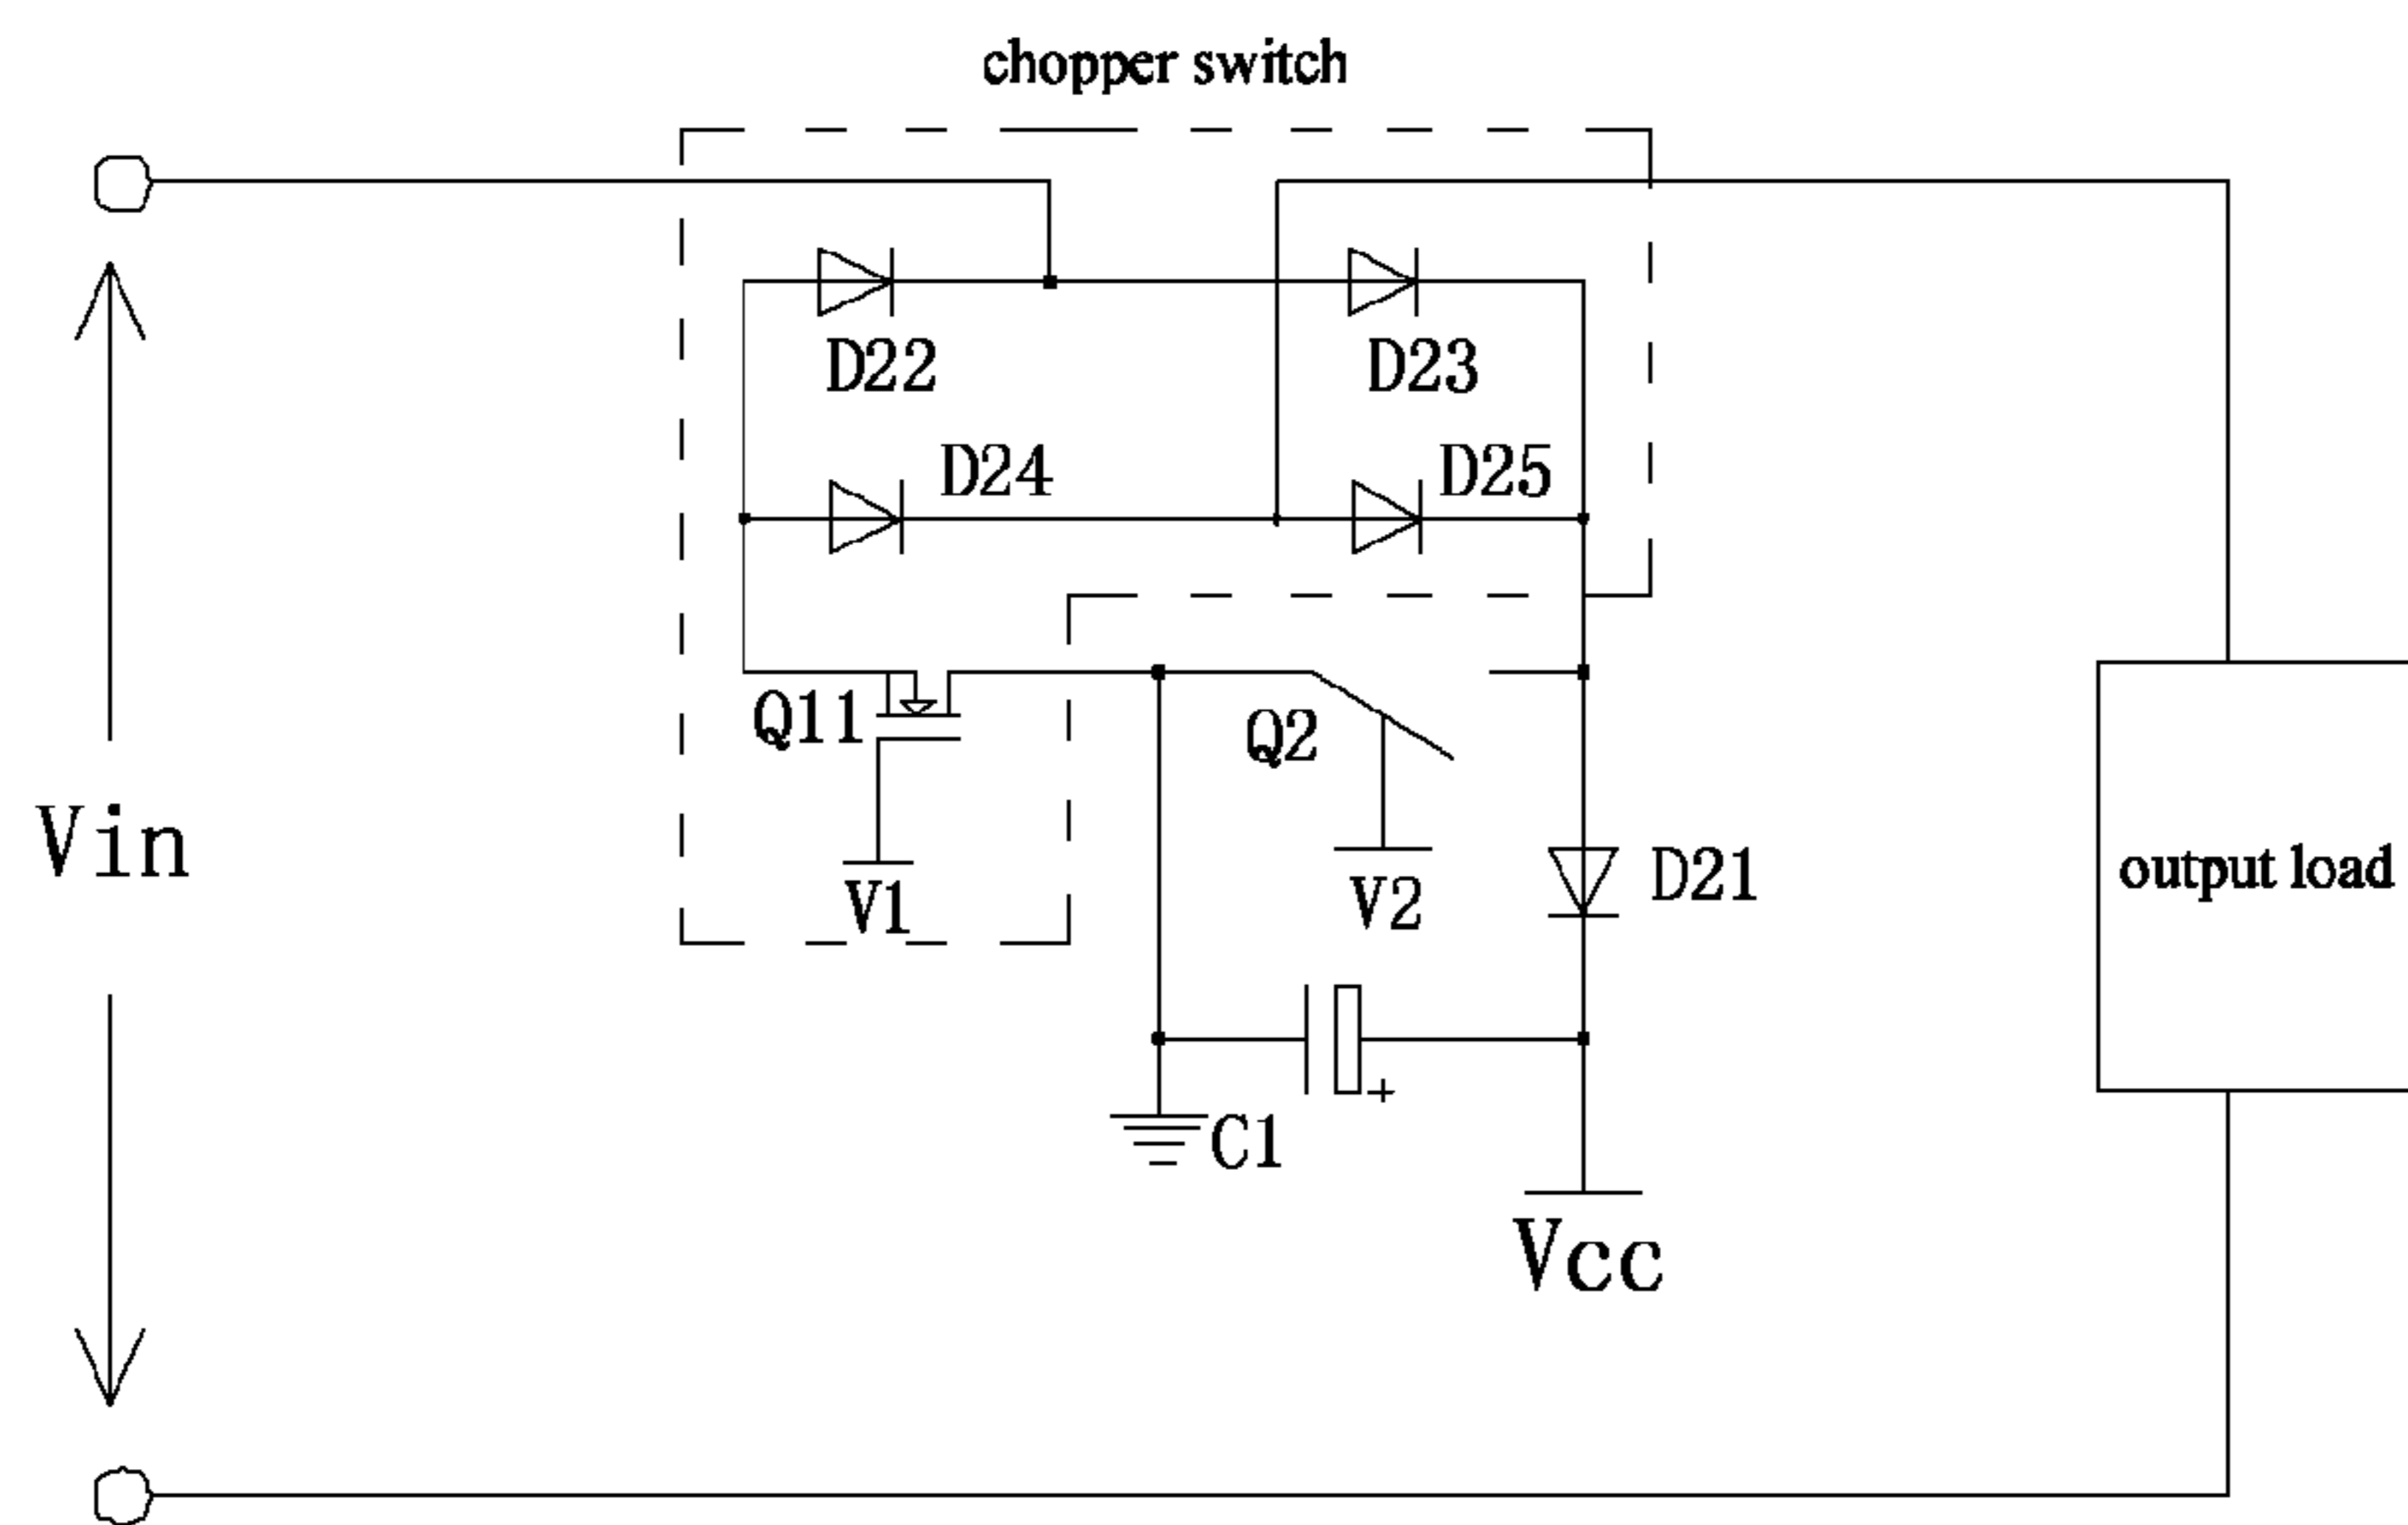 chopper switch
D22
D23
D24
D25
Q11
Q2
V1
V2
D21
Vin
output load
+
C1
Vcc